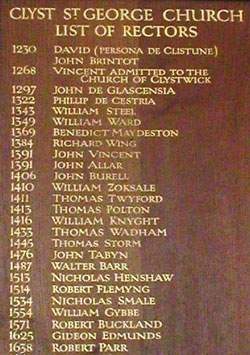 CLYST ST GEORGE CHURCH
LIST OF RECTORS
1230 DAVID (PERSONA DE CLISTUNE)
JOHN BRINTOT
1268 VINCENT ADMITTED TO THE
CHURCH OF CLYSTWICK
1297 JOHN DE GLASCENSIA
1322 PHILLIP DE CESTRIA
1345 WILLIAM STEEL
1349 WILLIAM WARD
1369 BENEDICT MAYDESTON
1384 RICHARD WING
1391 JOHN VINCENT
1391 JOHN ALLAR
1406 JOHN BURELL
1410 WILLIAM ZOKSALE
1411 THOMAS TWYFORD
1413 THOMAS POLTON
1416 WILLIAM KNYGHT
1433 THOMAS WADHAM
1445 THOMAS STORM
1476 JOHN TABYN
1487 WALTER BARR
1513 NICHOLAS HENSHAW
1514 ROBERT FLEMYNG
1534 NICHOLAS SMALE
1554 WILLIAM GYBBE
1571 ROBERT BUCKLAND
1625 GIDEON EDMUNDS
1638 ROBERT PARR